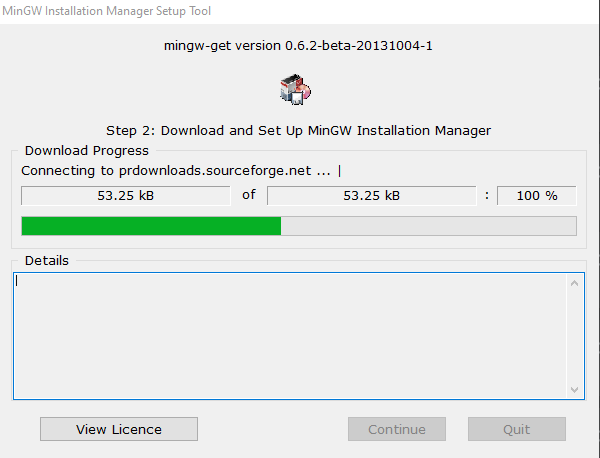 MinGW Installation Manager Setup Tool
mingw-get version 0.6.2-beta-20131004-1
Step 2: Download and Set Up MinGW Installation Manager
Download Progress
Connecting to prdownloads.sourceforge.net ... |
53.25 kB of 53.25 kB : 100 %
Details
View Licence Continue Quit